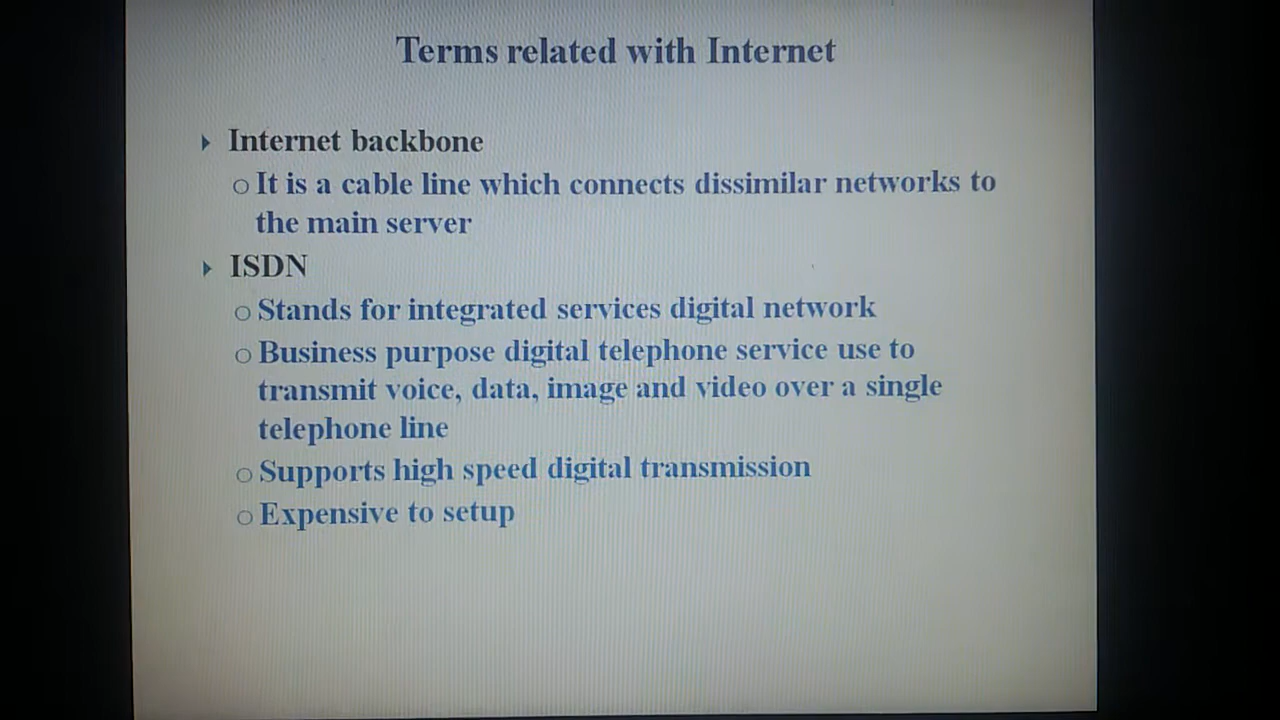 Terms related with Internet
Internet backbone
It is a cable line which connects dissimilar networks to
the main server
ISDN
Stands for integrated services digital network
Business purpose digital telephone service use to
transmit voice, data, image and video over a single
telephone line
Supports high speed digital transmission
Expensive to setup